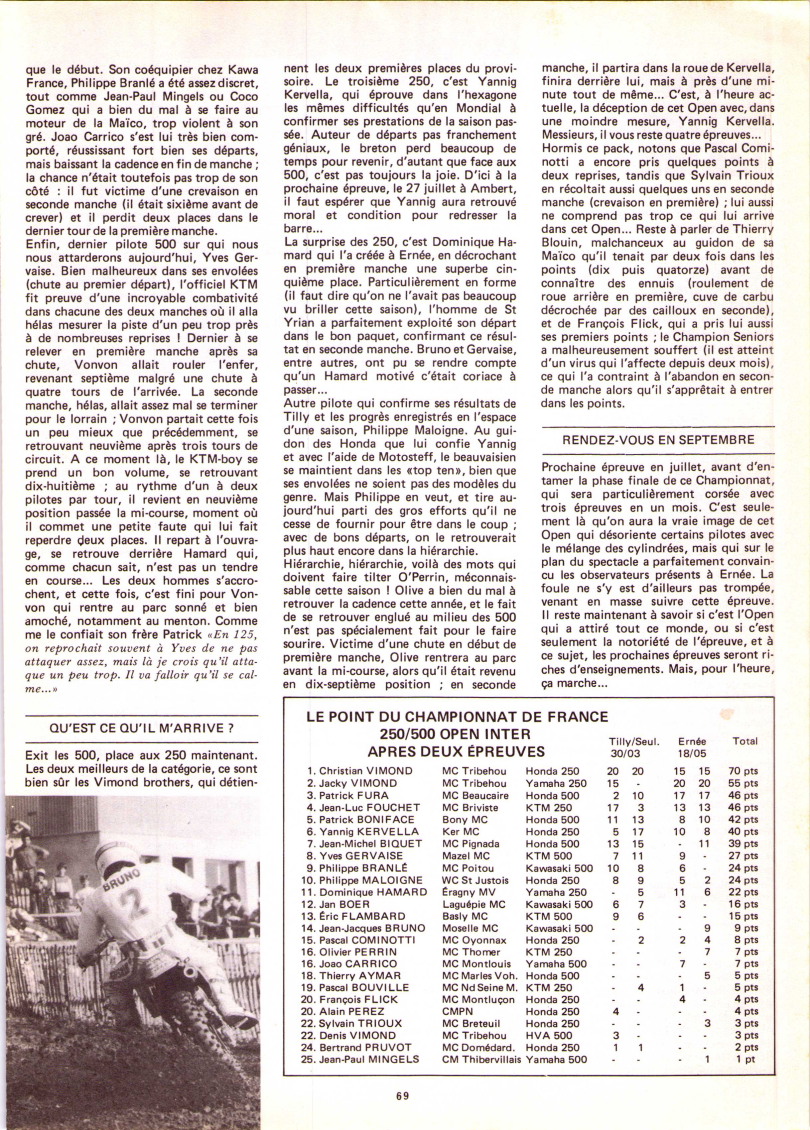 que le début. Son coéquipier chez Kawa
France, Philippe Branlé a été assez discret,
tout comme Jean-Paul Mingels ou Coco
Gomez qui a bien du mal à se faire au
moteur de la Maïco, trop violent à son
gré. Joao Carrico s'est lui très bien com-
porté, réussissant fort bien ses départs,
mais baissant la cadence en fin de manche ;
la chance n'était toutefois pas trop de son
côté : il fut victime d'une crevaison en
seconde manche (il était sixième avant de
crever) et il perdit deux places dans le
dernier tour de la première manche.
Enfin, dernier pilote 500 sur qui nous
nous attarderons aujourd'hui, Yves Ger-
vaise. Bien malheureux dans ses envolées
(chute au premier départ), l'officiel KTM
fit preuve d'une incroyable combativité
dans chacune des deux manches où il alla
hélas mesurer la piste d'un peu trop près
à de nombreuses reprises ! Dernier à se
relever en première manche après sa
chute, Vonvon allait rouler l'enfer,
revenant septième malgré une chute à
quatre tours de l'arrivée. La seconde
manche, hélas, allait assez mal se terminer
pour le lorrain ; Vonvon partait cette fois
un peu mieux que précédemment, se
retrouvant neuvième après trois tours de
circuit. A ce moment là, le KTM-boy se
prend un bon volume, se retrouvant
dix-huitième ; au rythme d'un à deux
pilotes par tour, il revient en neuvième
position passée la mi-course, moment où
il commet une petite faute qui lui fait
reperdre deux places. Il repart à l'ouvra-
ge, se retrouve derrière Hamard qui,
comme chacun sait, n'est pas un tendre
en course... Les deux hommes s'accro-
chent, et cette fois, c'est fini pour Von-
von qui rentre au parc sonné et bien
amoché, notamment au menton. Comme
me le confiait son frère Patrick «En 125,
on reprochait souvent à Yves de ne pas
attaquer assez, mais là je crois qu'il atta-
que un peu trop. Il va falloir qu'il se cal-
me...»
QU'EST CE QU'IL M'ARRIVE ?
Exit les 500, place aux 250 maintenant.
Les deux meilleurs de la catégorie, ce sont
bien sûr les Vimond brothers, qui détien-
BRUNO
2
nent les deux premières places du provi-
soire. Le troisième 250, c'est Yannig
Kervella, qui éprouve dans l'hexagone
les mêmes difficultés qu'en Mondial à
confirmer ses prestations de la saison pas-
sée. Auteur de départs pas franchement
géniaux, le breton perd beaucoup de
temps pour revenir, d'autant que face aux
500, c'est pas toujours la joie. D'ici à la
prochaine épreuve, le 27 juillet à Ambert,
il faut espérer que Yannig aura retrouvé
moral et condition pour redresser la
barre...
La surprise des 250, c'est Dominique Ha-
mard qui l'a créée à Ernée, en décrochant
en première manche une superbe cin-
quième place. Particulièrement en forme
(il faut dire qu'on ne l'avait pas beaucoup
vu briller cette saison), l'homme de St
Yrian a parfaitement exploité son départ
dans le bon paquet, confirmant ce résul-
tat en seconde manche. Bruno et Gervaise,
entre autres, ont pu se rendre compte
qu'un Hamard motivé c'était coriace à
passer...
Autre pilote qui confirme ses résultats de
Tilly et les progrès enregistrés en l'espace
d'une saison, Philippe Maloigne. Au gui-
don des Honda que lui confie Yannig
et avec l'aide de Motosteff, le beauvaisien
se maintient dans les «top ten», bien que
ses envolées ne soient pas des modèles du
genre. Mais Philippe en veut, et tire au-
jourd'hui parti des gros efforts qu'il ne
cesse de fournir pour être dans le coup ;
avec de bons départs, on le retrouverait
plus haut encore dans la hiérarchie.
Hiérarchie, hiérarchie, voilà des mots qui
doivent faire tilter O'Perrin, méconnais-
sable cette saison ! Olive a bien du mal à
retrouver la cadence cette année, et le fait
de se retrouver englué au milieu des 500
n'est pas spécialement fait pour le faire
sourire. Victime d'une chute en début de
première manche, Olive rentrera au parc
avant la mi-course, alors qu'il était revenu
en dix-septième position ; en seconde
manche, il partira dans la roue de Kervella,
finira derrière lui, mais à près d'une mi-
nute tout de même... C'est, à l'heure ac-
tuelle, la déception de cet Open avec, dans
une moindre mesure, Yannig Kervella.
Messieurs, il vous reste quatre épreuves...
Hormis ce pack, notons que Pascal Comi-
notti a encore pris quelques points à
deux reprises, tandis que Sylvain Trioux
en récoltait aussi quelques uns en seconde
manche (crevaison en première) ; lui aussi
ne comprend pas trop ce qui lui arrive
dans cet Open... Reste à parler de Thierry
Blouin, malchanceux au guidon de sa
Maïco qu'il tenait par deux fois dans les
points (dix puis quatorze) avant de
connaître des ennuis (roulement de
roue arrière en première, cuve de carbu
décrochée par des cailloux en seconde),
et de François Flick, qui a pris lui aussi
ses premiers points ; le Champion Seniors
a malheureusement souffert (il est atteint
d'un virus qui l'affecte depuis deux mois),
ce qui l'a contraint à l'abandon en secon-
de manche alors qu'il s'apprêtait à entrer
dans les points.
RENDEZ-VOUS EN SEPTEMBRE
Prochaine épreuve en juillet, avant d'en-
tamer la phase finale de ce Championnat,
qui sera particulièrement corsée avec
trois épreuves en un mois. C'est seule-
ment là qu'on aura la vraie image de cet
Open qui désoriente certains pilotes avec
le mélange des cylindrées, mais qui sur le
plan du spectacle a parfaitement convain-
cu les observateurs présents à Ernée. La
foule ne s'y est d'ailleurs pas trompée,
venant en masse suivre cette épreuve.
Il reste maintenant à savoir si c'est l'Open
qui a attiré tout ce monde, ou si c'est
seulement la notoriété de l'épreuve, et à
ce sujet, les prochaines épreuves seront ri-
ches d'enseignements. Mais, pour l'heure,
ça marche...
LE POINT DU CHAMPIONNAT DE FRANCE
250/500 OPEN INTER
APRES DEUX ÉPREUVES
Tilly/Seul. Ernée Total
30/03 18/05
1. Christian VIMOND MC Tribehou Honda 250 20 20 15 15 70 pts
2. Jacky VIMOND MC Tribehou Yamaha 250 15 - 20 20 55 pts
3. Patrick FURA MC Beaucaire Honda 500 2 10 17 17 46 pts
4. Jean-Luc FOUCHET MC Briviste KTM 250 17 3 13 13 46 pts
5. Patrick BONIFACE Bony MC Honda 500 11 13 8 10 42 pts
6. Yannig KERVELLA Ker MC Honda 250 5 17 10 8 40 pts
7. Jean-Michel BIQUET MC Pignada Honda 500 13 15 - 11 39 pts
8. Yves GERVAISE Mazel MC KTM 500 7 11 9 - 27 pts
9. Philippe BRANLÉ MC Poitou Kawasaki 500 10 8 6 - 24 pts
10. Philippe MALOIGNE WC St Justois Honda 250 8 9 5 2 24 pts
11. Dominique HAMARD Éragny MV Yamaha 250 - 5 11 6 22 pts
12. Jan BOER Laguépie MC Kawasaki 500 6 7 3 - 16 pts
13. Éric FLAMBARD Basly MC KTM 500 9 6 - - 15 pts
14. Jean-Jacques BRUNO Moselle MC Kawasaki 500 - - - 9 9 pts
15. Pascal COMINOTTI MC Oyonnax Honda 250 - 2 2 4 8 pts
16. Olivier PERRIN MC Thomer KTM 250 - - - 7 7 pts
16. Joao CARRICO MC Montlouis Yamaha 500 - - 7 - 7 pts
18. Thierry AYMAR MC Marles Voh. Honda 500 - - - 5 5 pts
19. Pascal BOUVILLE MC Nd Seine M. KTM 250 - 4 1 - 5 pts
20. François FLICK MC Montluçon Honda 250 - - 4 - 4 pts
20. Alain PEREZ CMPN Honda 250 4 - - - 4 pts
22. Sylvain TRIOUX MC Breteuil Honda 250 - - - 3 3 pts
22. Denis VIMOND MC Tribehou HVA 500 3 - - - 3 pts
24. Bertrand PRUVOT MC Domédard. Honda 250 1 1 - - 2 pts
25. Jean-Paul MINGELS CM Thibervillais Yamaha 500 - - - 1 1 pt
69